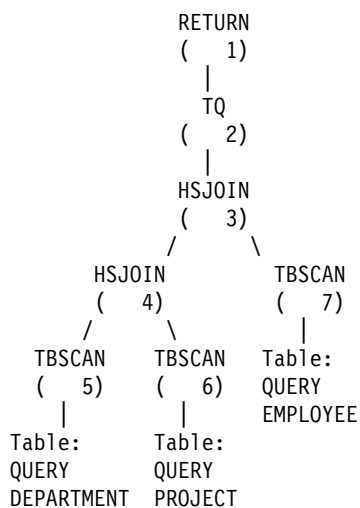 RETURN
( 1)
|
TQ
( 2)
|
HSJOIN
( 3)
/ \
HSJOIN TBSCAN
( 4) ( 7)
/ \ |
TBSCAN TBSCAN Table:
( 5) ( 6) QUERY
| | EMPLOYEE
Table: Table:
QUERY QUERY
DEPARTMENT PROJECT